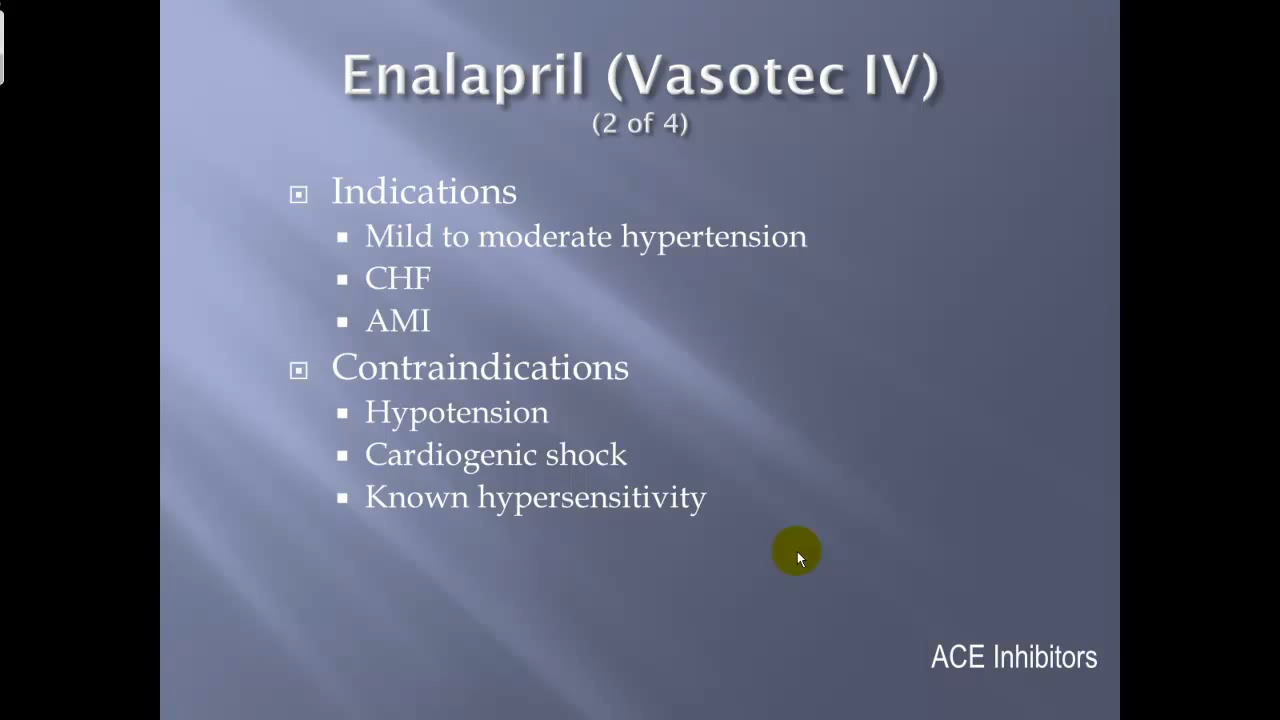 Enalapril (Vasotec IV)
(2 of 4)
Indications
Mild to moderate hypertension
CHF
AMI
Contraindications
Hypotension
Cardiogenic shock
Known hypersensitivity
ACE Inhibitors